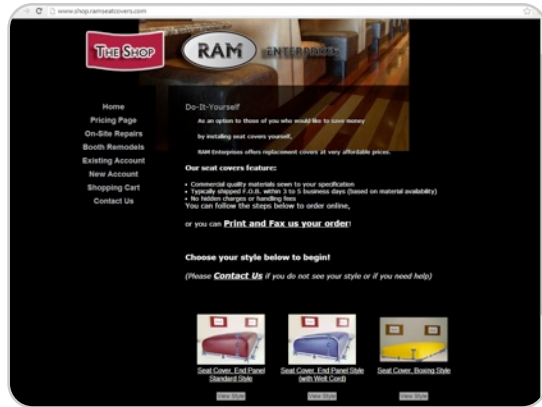 www.shop.ramseatcovers.com
THE SHOP
RAM ENTERPRISES
Home
Pricing Page
On-Site Repairs
Booth Remodels
Existing Account
New Account
Shopping Cart
Contact Us
Do-It-Yourself
As an option to those of you who would like to save money
by installing seat covers yourself,
RAM Enterprises offers replacement covers at very affordable prices.
Our seat covers feature:
• Commercial quality materials sewn to your specification
• Typically shipped F.O.B. within 3 to 5 business days (based on material availability)
• No hidden charges or handling fees
You can follow the steps below to order online,
or you can Print and Fax us your order!
Choose your style below to begin!
(Please Contact Us if you do not see your style or if you need help)
Seat Cover, End Panel
Standard Style
View Style
Seat Cover, End Panel Style
(with Welt Cord)
View Style
Seat Cover, Boxing Style
View Style